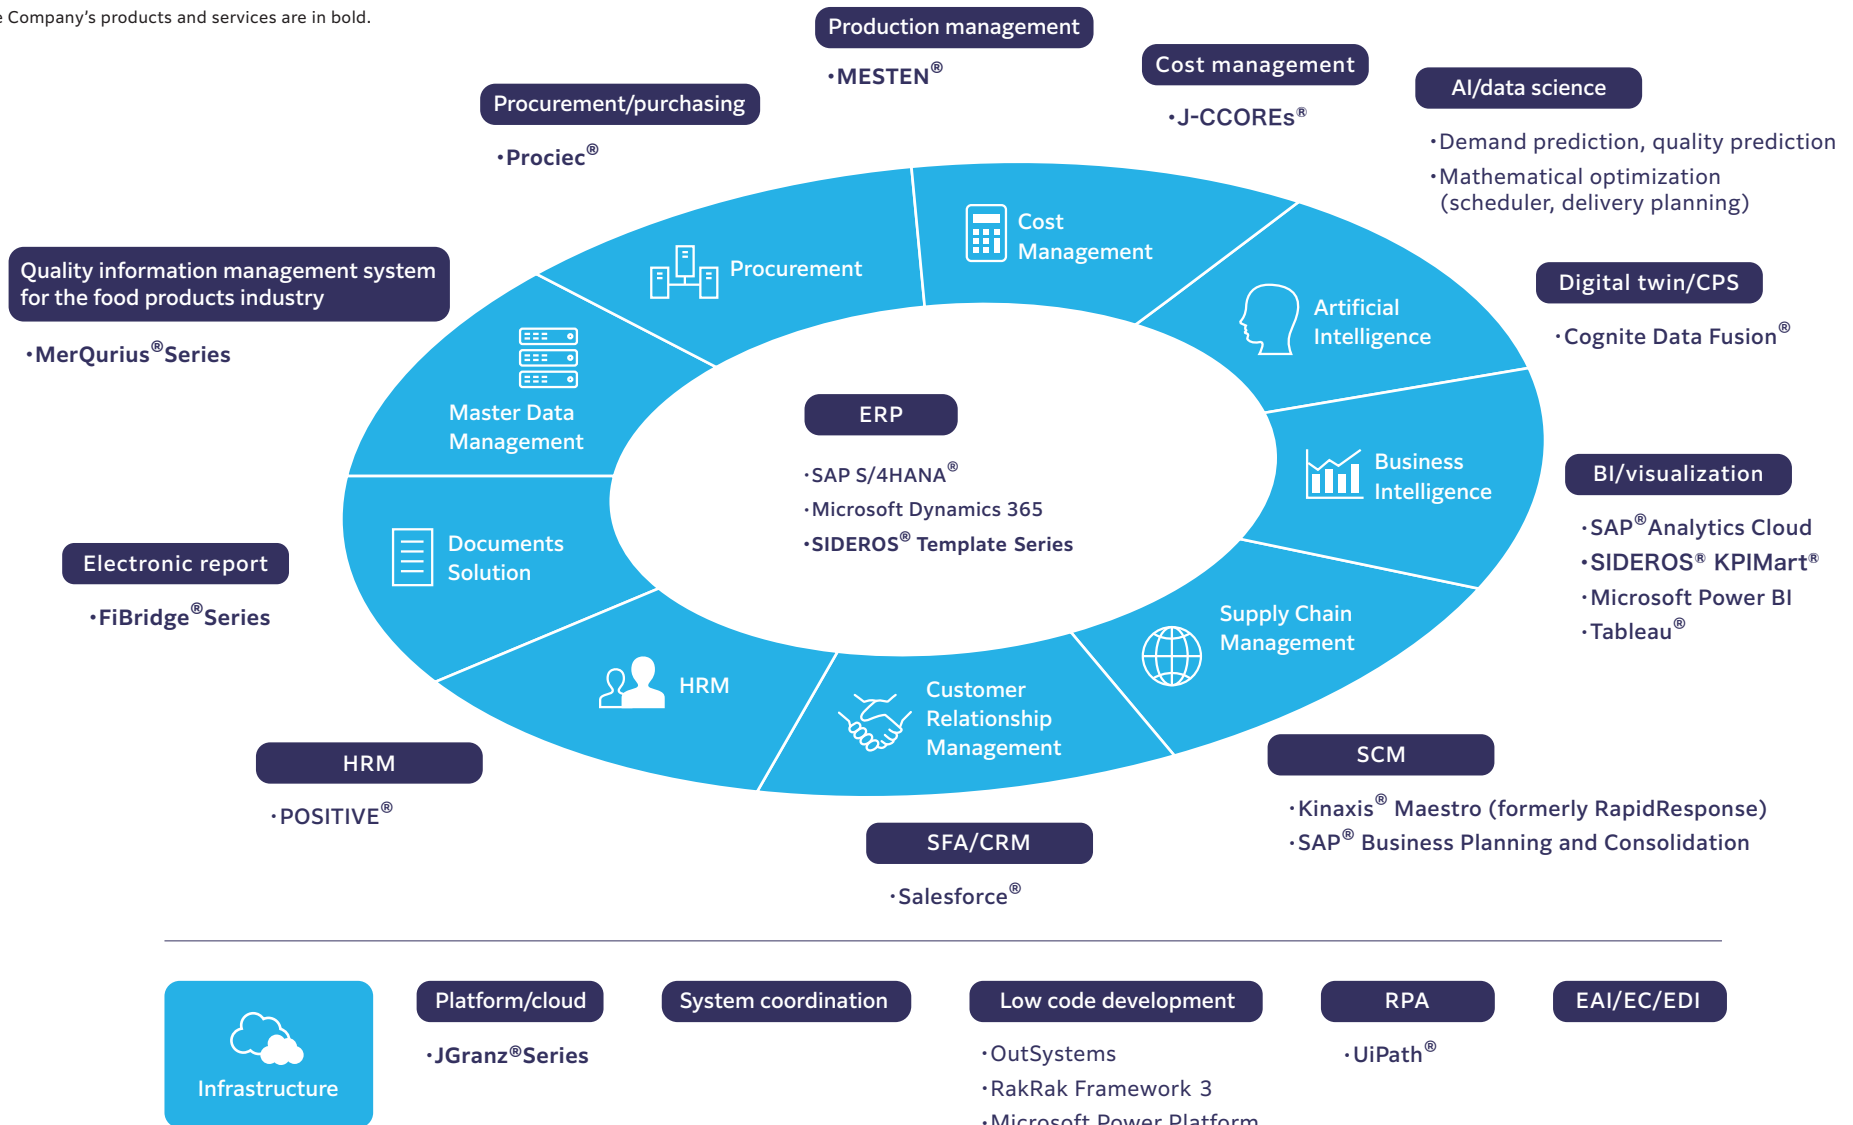 Company's products and services are in bold.
Production management
・MESTEN®
Cost management
・J-CCOREs®
AI/data science
・Demand prediction, quality prediction
・Mathematical optimization
(scheduler, delivery planning)
Procurement/purchasing
・Prociec®
Quality information management system
for the food products industry
・MerQurius®Series
Digital twin/CPS
・Cognite Data Fusion®
Procurement
Cost
Management
Artificial
Intelligence
Master Data
Management
Business
Intelligence
ERP
・SAP S/4HANA®
・Microsoft Dynamics 365
・SIDEROS® Template Series
BI/visualization
・SAP®Analytics Cloud
・SIDEROS® KPIMart®
・Microsoft Power BI
・Tableau®
Electronic report
・FiBridge®Series
Documents
Solution
Supply Chain
Management
HRM
Customer
Relationship
Management
HRM
・POSITIVE®
SFA/CRM
・Salesforce®
SCM
・Kinaxis® Maestro (formerly RapidResponse)
・SAP® Business Planning and Consolidation
Infrastructure
Platform/cloud
・JGranz®Series
System coordination
Low code development
・OutSystems
・RakRak Framework 3
・Microsoft Power Platform
RPA
・UiPath®
EAI/EC/EDI